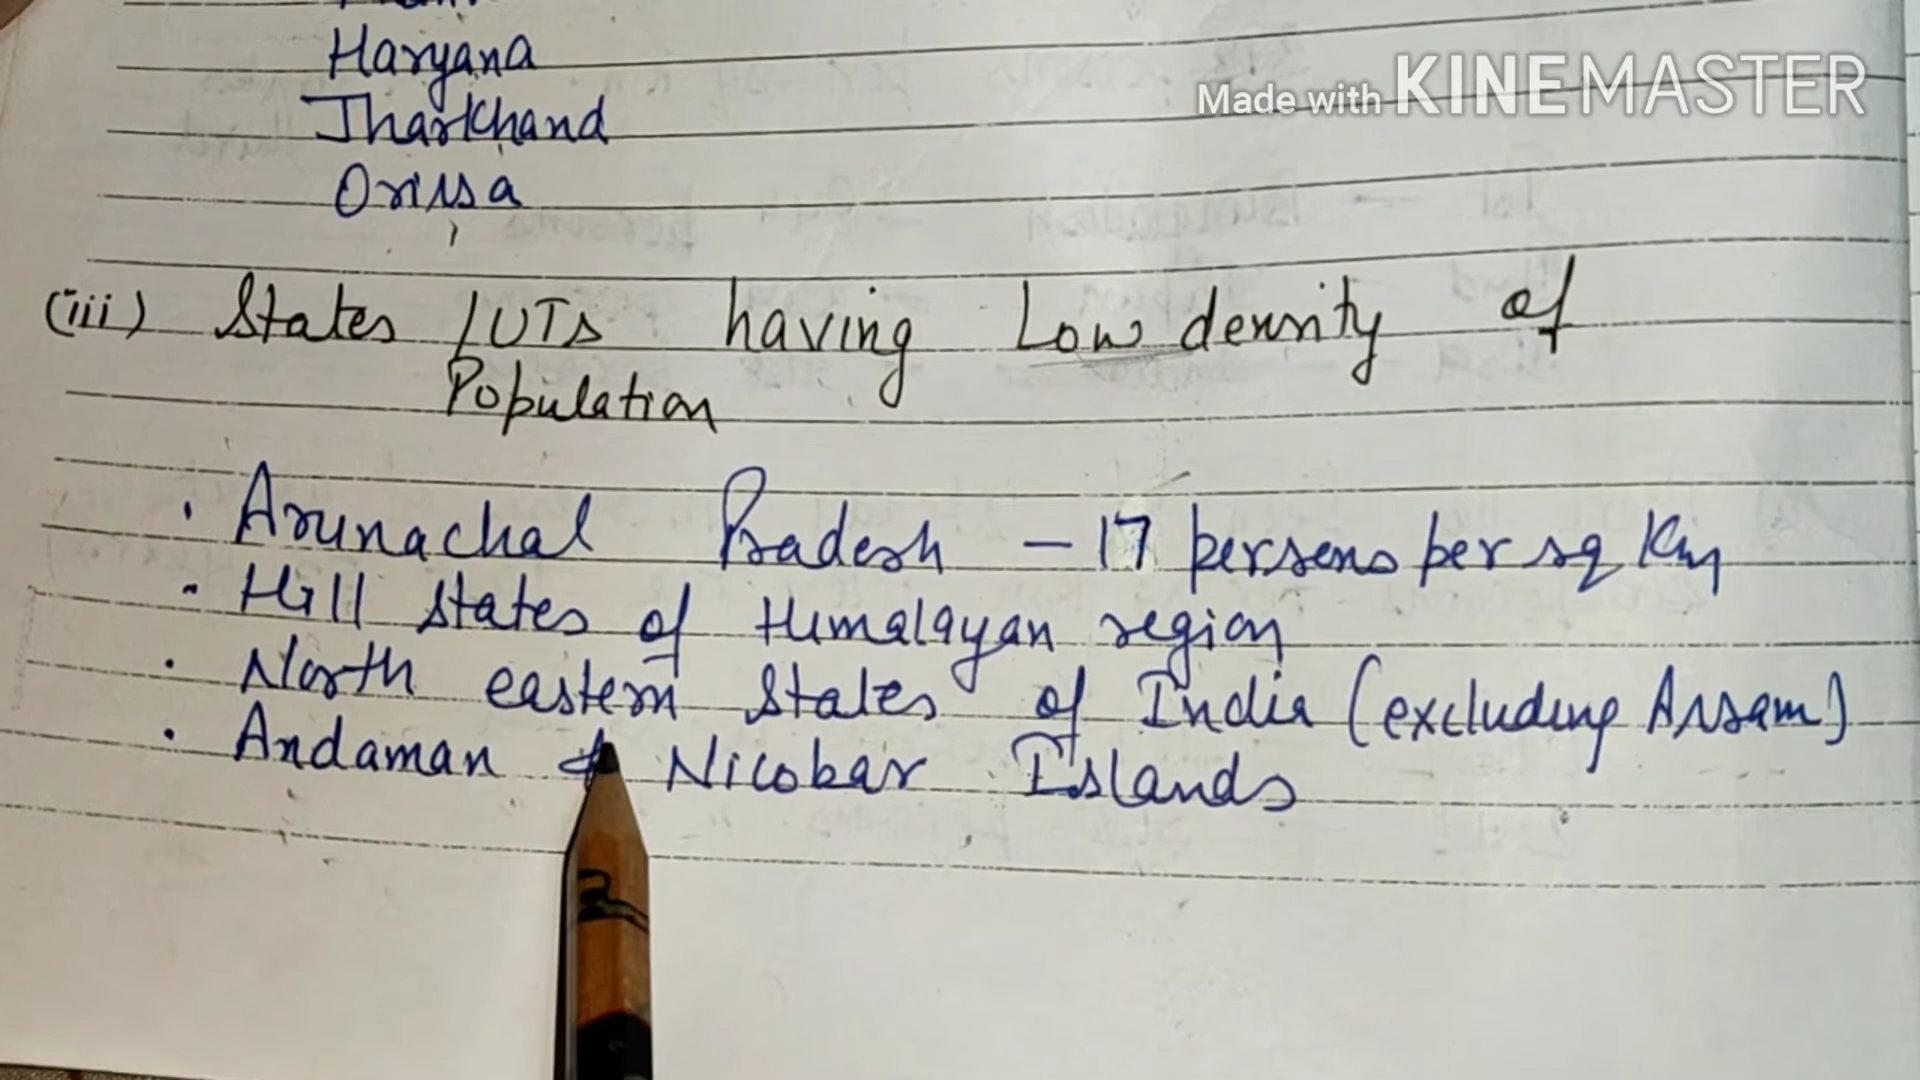 Haryana
Made with KINEMASTER
Jharkhand
Orissa
(iii) States / UTs having Low density of
Population
• Arunachal Pradesh – 17 persons per sq Km
• Hill states of Himalayan region
• North eastern States of India (excluding Assam)
• Andaman & Nicobar Islands